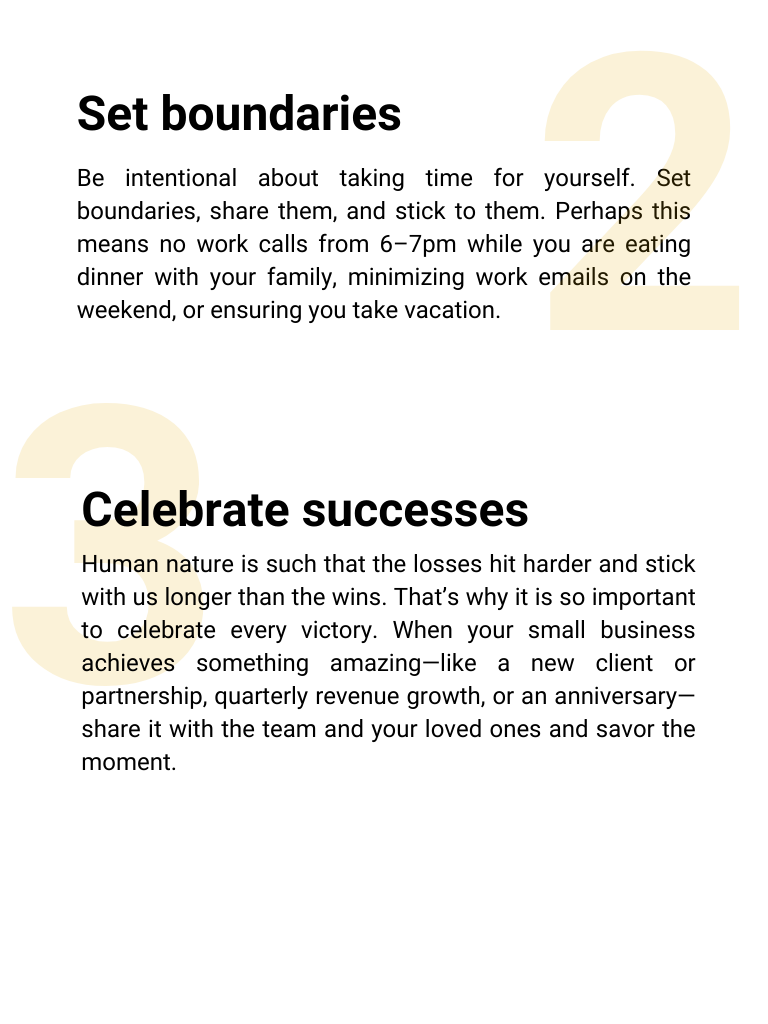 2
Set boundaries
Be intentional about taking time for yourself. Set
boundaries, share them, and stick to them. Perhaps this
means no work calls from 6–7pm while you are eating
dinner with your family, minimizing work emails on the
weekend, or ensuring you take vacation.
3
Celebrate successes
Human nature is such that the losses hit harder and stick
with us longer than the wins. That’s why it is so important
to celebrate every victory. When your small business
achieves something amazing—like a new client or
partnership, quarterly revenue growth, or an anniversary—
share it with the team and your loved ones and savor the
moment.